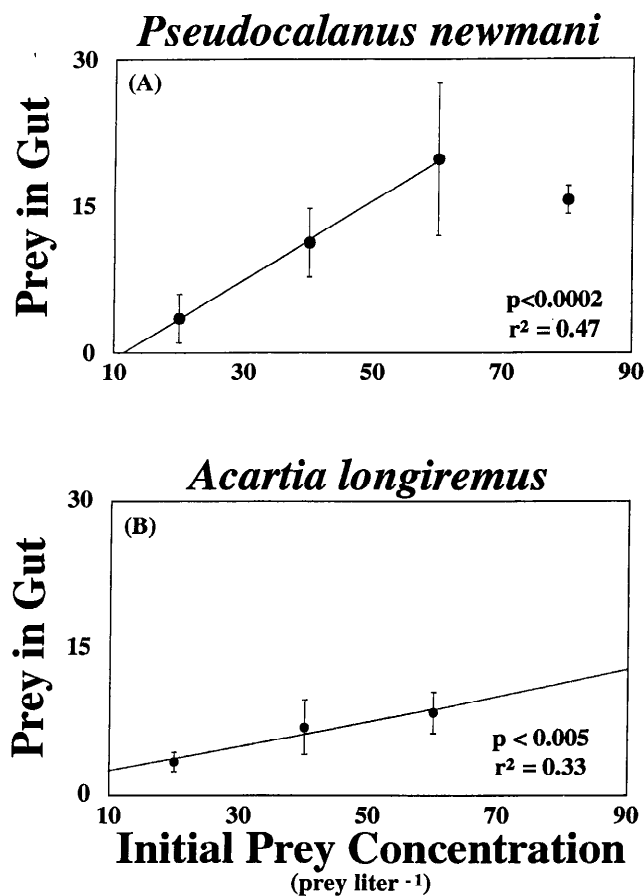 Pseudocalanus newmani
(A)
Prey in Gut
30
15
0
p<0.0002
r² = 0.47
10 30 50 70 90
Acartia longiremus
(B)
Prey in Gut
30
15
0
p < 0.005
r² = 0.33
10 30 50 70 90
Initial Prey Concentration
(prey liter -1)